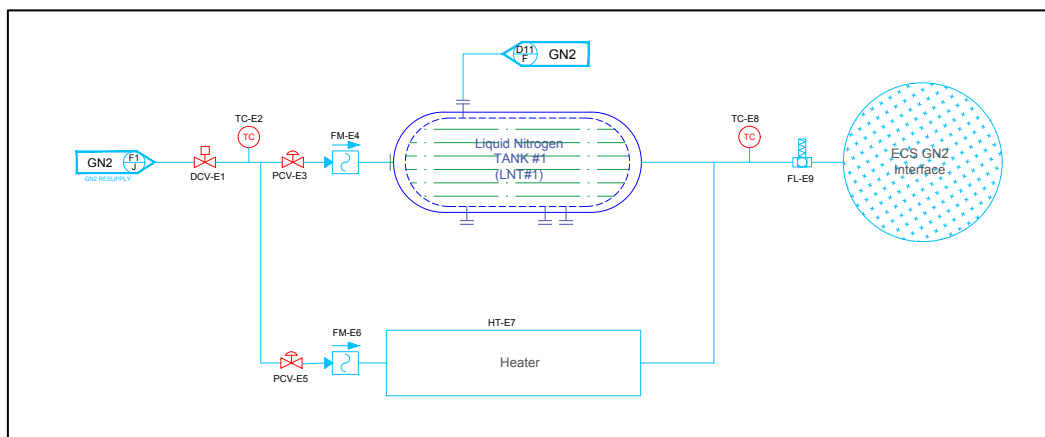 D11
F
GN2
TC-E2
TC
FM-E4
Liquid Nitrogen
TANK #1
(LNT#1)
TC-E8
TC
ECS GN2
Interface
GN2
F1
J
GN2 RESUPPLY
DCV-E1
PCV-E3
FL-E9
FM-E6
HT-E7
Heater
PCV-E5